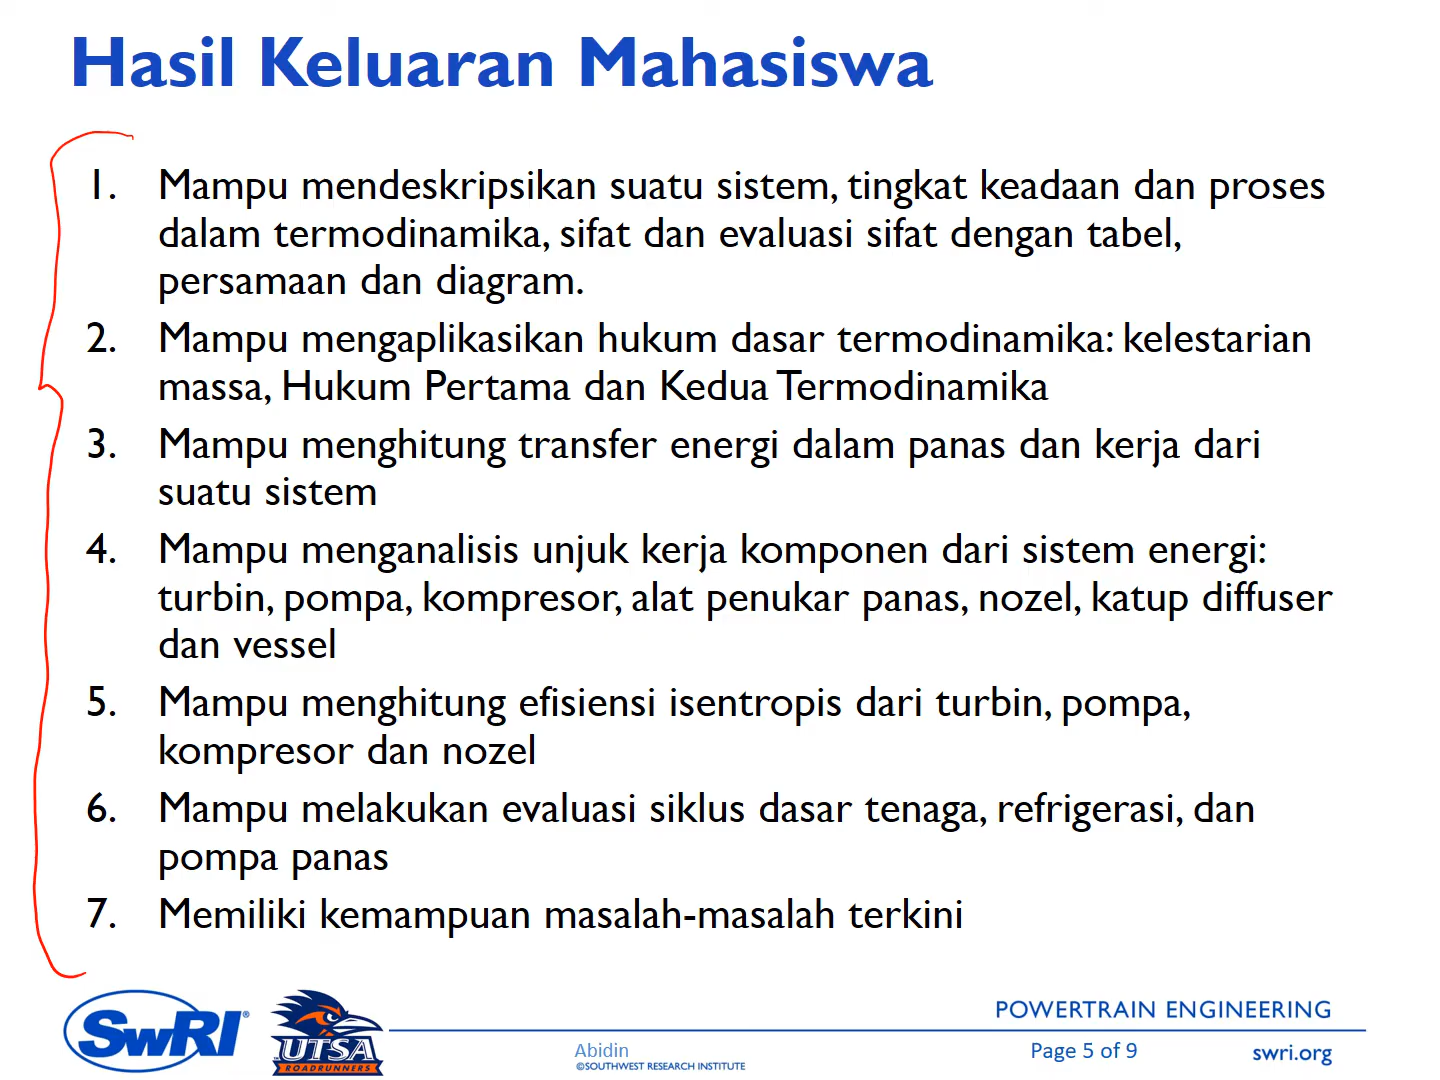 Hasil Keluaran Mahasiswa
1. Mampu mendeskripsikan suatu sistem, tingkat keadaan dan proses
dalam termodinamika, sifat dan evaluasi sifat dengan tabel,
persamaan dan diagram.
2. Mampu mengaplikasikan hukum dasar termodinamika: kelestarian
massa, Hukum Pertama dan Kedua Termodinamika
3. Mampu menghitung transfer energi dalam panas dan kerja dari
suatu sistem
4. Mampu menganalisis unjuk kerja komponen dari sistem energi:
turbin, pompa, kompresor, alat penukar panas, nozel, katup diffuser
dan vessel
5. Mampu menghitung efisiensi isentropis dari turbin, pompa,
kompresor dan nozel
6. Mampu melakukan evaluasi siklus dasar tenaga, refrigerasi, dan
pompa panas
7. Memiliki kemampuan masalah-masalah terkini
SwRI®
UTSA
ROADRUNNERS
POWERTRAIN ENGINEERING
Abidin
©SOUTHWEST RESEARCH INSTITUTE
Page 5 of 9
swri.org